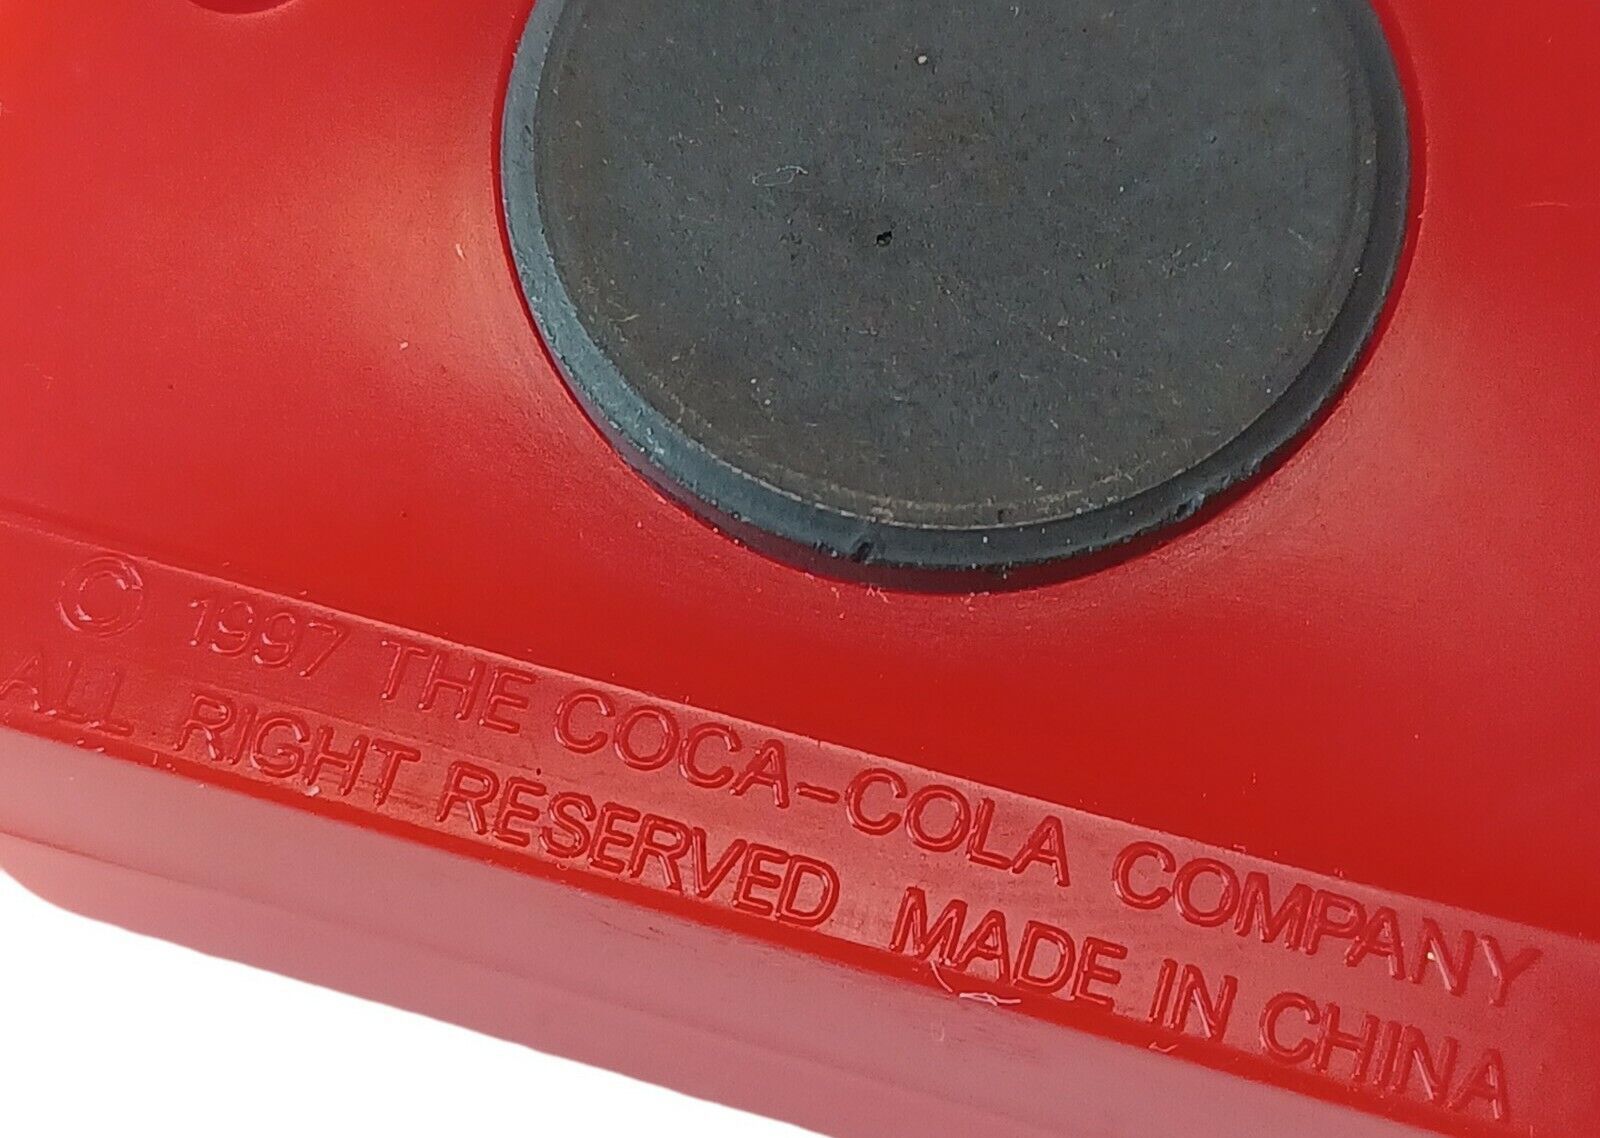 © 1997 THE COCA-COLA COMPANY
ALL RIGHT RESERVED MADE IN CHINA